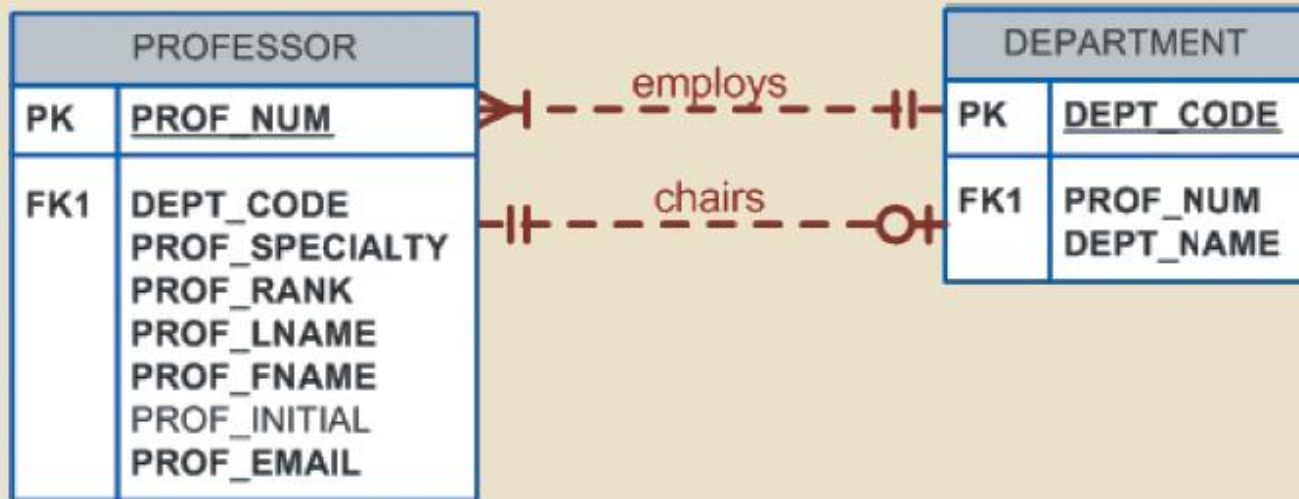 PROFESSOR
PK PROF_NUM
FK1 DEPT_CODE
PROF_SPECIALTY
PROF_RANK
PROF_LNAME
PROF_FNAME
PROF_INITIAL
PROF_EMAIL
employs
chairs
DEPARTMENT
PK DEPT_CODE
FK1 PROF_NUM
DEPT_NAME